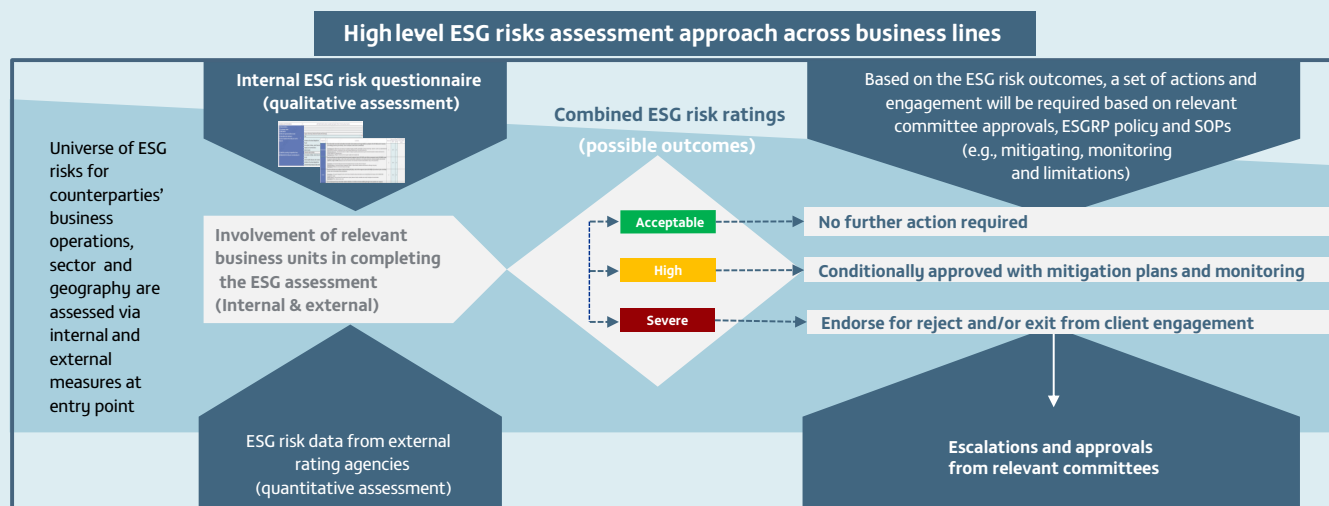 High level ESG risks assessment approach across business lines
Universe of ESG
risks for
counterparties'
business
operations,
sector and
geography are
assessed via
internal and
external
measures at
entry point
Internal ESG risk questionnaire
(qualitative assessment)
Involvement of relevant
business units in completing
the ESG assessment
(Internal & external)
ESG risk data from external
rating agencies
(quantitative assessment)
Combined ESG risk ratings
(possible outcomes)
Acceptable
High
Severe
Based on the ESG risk outcomes, a set of actions and
engagement will be required based on relevant
committee approvals, ESGRP policy and SOPs
(e.g., mitigating, monitoring
and limitations)
No further action required
Conditionally approved with mitigation plans and monitoring
Endorse for reject and/or exit from client engagement
Escalations and approvals
from relevant committees